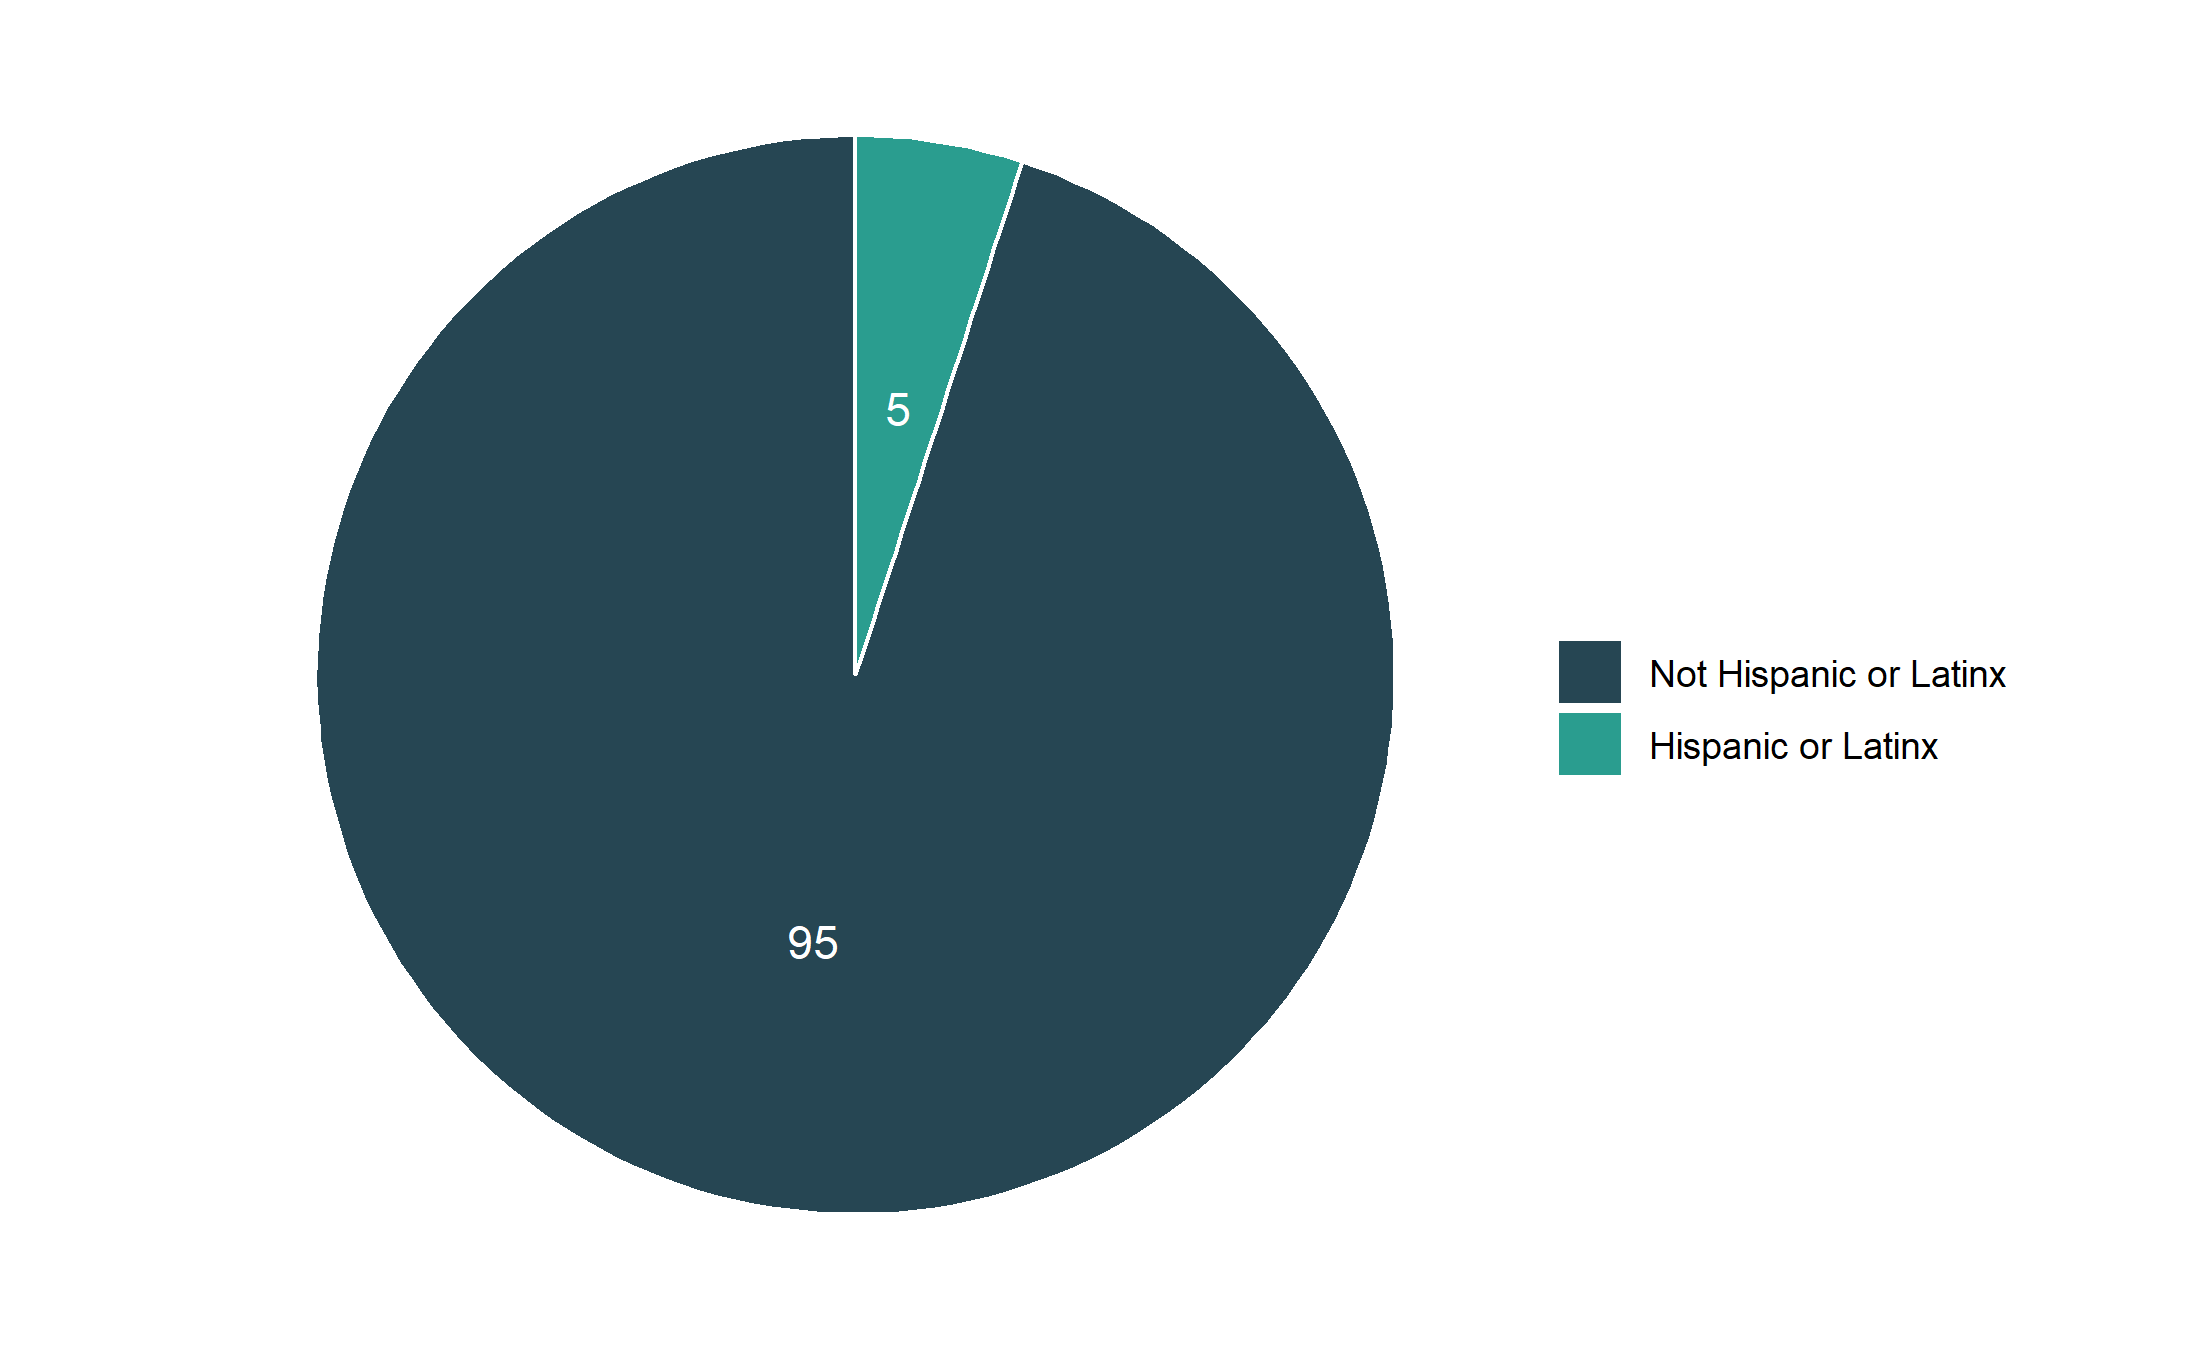 5
Not Hispanic or Latinx
Hispanic or Latinx
95